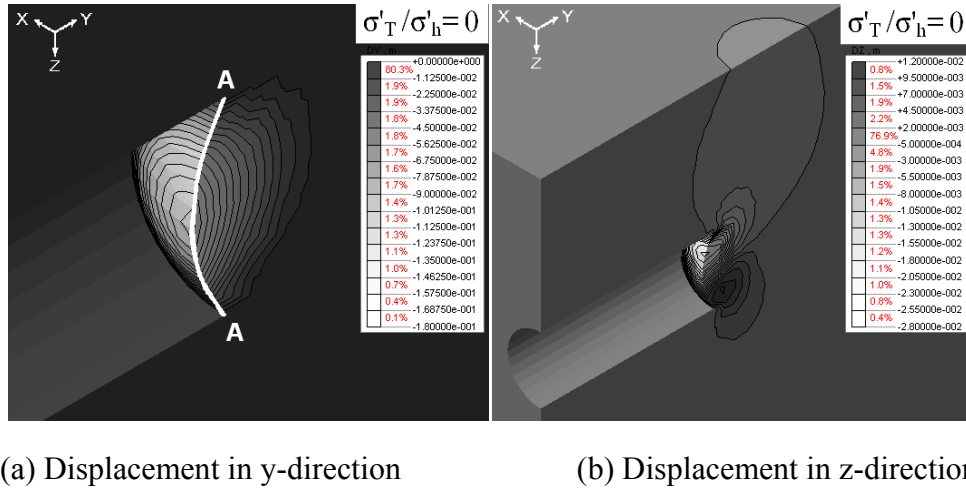 X Y
Z
σ'T/σ'h= 0
DY , m
+0.00000e+000
80.3%
-1.12500e-002
1.9%
-2.25000e-002
1.9%
-3.37500e-002
1.8%
-4.50000e-002
1.8%
-5.62500e-002
1.7%
-6.75000e-002
1.6%
-7.87500e-002
1.7%
-9.00000e-002
1.4%
-1.01250e-001
1.3%
-1.12500e-001
1.3%
-1.23750e-001
1.1%
-1.35000e-001
1.0%
-1.46250e-001
0.7%
-1.57500e-001
0.4%
-1.68750e-001
0.1%
-1.80000e-001
A
A
X Y
Z
σ'T/σ'h= 0
DZ , m
+1.20000e-002
0.8%
+9.50000e-003
1.5%
+7.00000e-003
1.9%
+4.50000e-003
2.2%
+2.00000e-003
76.9%
-5.00000e-004
4.8%
-3.00000e-003
1.9%
-5.50000e-003
1.5%
-8.00000e-003
1.4%
-1.05000e-002
1.3%
-1.30000e-002
1.3%
-1.55000e-002
1.2%
-1.80000e-002
1.1%
-2.05000e-002
1.0%
-2.30000e-002
0.8%
-2.55000e-002
0.4%
-2.80000e-002
(a) Displacement in y-direction
(b) Displacement in z-direction